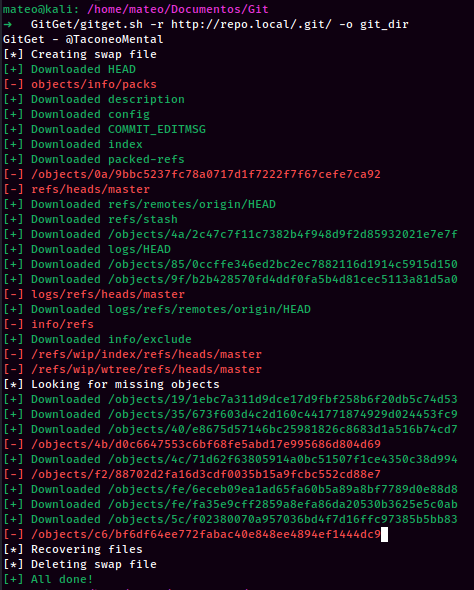 mateo@kali: /home/mateo/Documentos/Git
➜ GitGet/gitget.sh -r http://repo.local/.git/ -o git_dir
GitGet - @TaconeoMental
[*] Creating swap file
[+] Downloaded HEAD
[-] objects/info/packs
[+] Downloaded description
[+] Downloaded config
[+] Downloaded COMMIT_EDITMSG
[+] Downloaded index
[+] Downloaded packed-refs
[-] /objects/0a/9bbc5237fc78a0717d1f7222f7f67cefe7ca92
[-] refs/heads/master
[+] Downloaded refs/remotes/origin/HEAD
[+] Downloaded refs/stash
[+] Downloaded /objects/4a/2c47c7f11c7382b4f948d9f2d85932021e7e7f
[+] Downloaded logs/HEAD
[+] Downloaded /objects/85/0ccffe346ed2bc2ec7882116d1914c5915d150
[+] Downloaded /objects/9f/b2b428570fd4ddf0fa5b4d81cec5113a81d5a0
[-] logs/refs/heads/master
[+] Downloaded logs/refs/remotes/origin/HEAD
[-] info/refs
[+] Downloaded info/exclude
[-] /refs/wip/index/refs/heads/master
[-] /refs/wip/wtree/refs/heads/master
[*] Looking for missing objects
[+] Downloaded /objects/19/1ebc7a311d9dce17d9fbf258b6f20db5c74d53
[+] Downloaded /objects/35/673f603d4c2d160c441771874929d024453fc9
[+] Downloaded /objects/40/e8675d57146bc25981826c8683d1a516b74cd7
[-] /objects/4b/d0c6647553c6bf68fe5abd17e995686d804d69
[+] Downloaded /objects/4c/71d62f63805914a0bc51507f1ce4350c38d994
[-] /objects/f2/88702d2fa16d3cdf0035b15a9fcbc552cd88e7
[+] Downloaded /objects/fe/6eceb09ea1ad65fa60b5a89a8bf7789d0e88d8
[+] Downloaded /objects/fe/fa35e9cff2859a8efa86da20530b3625e5c0ab
[+] Downloaded /objects/5c/f02380070a957036bd4f7d16ffc97385b5bb83
[-] /objects/c6/bf6df64ee772fabac40e848ee4894ef1444dc9
[*] Recovering files
[*] Deleting swap file
[+] All done!